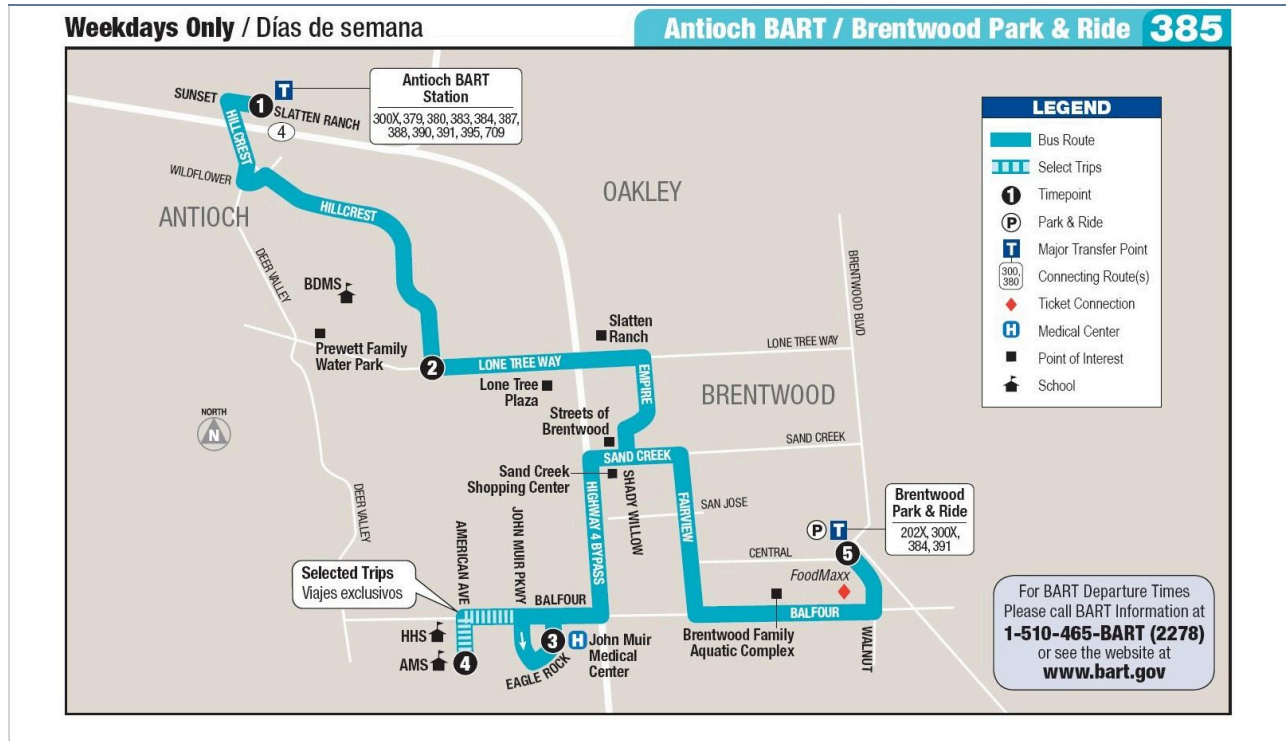 Weekdays Only / Días de semana
Antioch BART / Brentwood Park & Ride 385
SUNSET
1
T
SLATTEN RANCH
4
Antioch BART
Station
300X, 379, 380, 383, 384, 387,
388, 390, 391, 395, 709
HILLCREST
WILDFLOWER
HILLCREST
ANTIOCH
OAKLEY
DEER VALLEY
BDMS
Prewett Family
Water Park
2
LONE TREE WAY
Slatten
Ranch
LONE TREE WAY
BRENTWOOD BLVD
Lone Tree
Plaza
EMPIRE
BRENTWOOD
NORTH
N
Streets of
Brentwood
SAND CREEK
SAND CREEK
Sand Creek
Shopping Center
HIGHWAY 4 BYPASS
SHADY WILLOW
FAIRVIEW
SAN JOSE
DEER VALLEY
AMERICAN AVE
JOHN MUIR PKWY
Brentwood
Park & Ride
202X, 300X,
384, 391
P
T
5
CENTRAL
FoodMaxx
Selected Trips
Viajes exclusivos
BALFOUR
BALFOUR
WALNUT
Brentwood Family
Aquatic Complex
HHS
AMS
4
3
H
John Muir
Medical
Center
EAGLE ROCK
LEGEND
Bus Route
Select Trips
1
Timepoint
P
Park & Ride
T
Major Transfer Point
300,
380
Connecting Route(s)
Ticket Connection
H
Medical Center
Point of Interest
School
For BART Departure Times
Please call BART Information at
1-510-465-BART (2278)
or see the website at
www.bart.gov